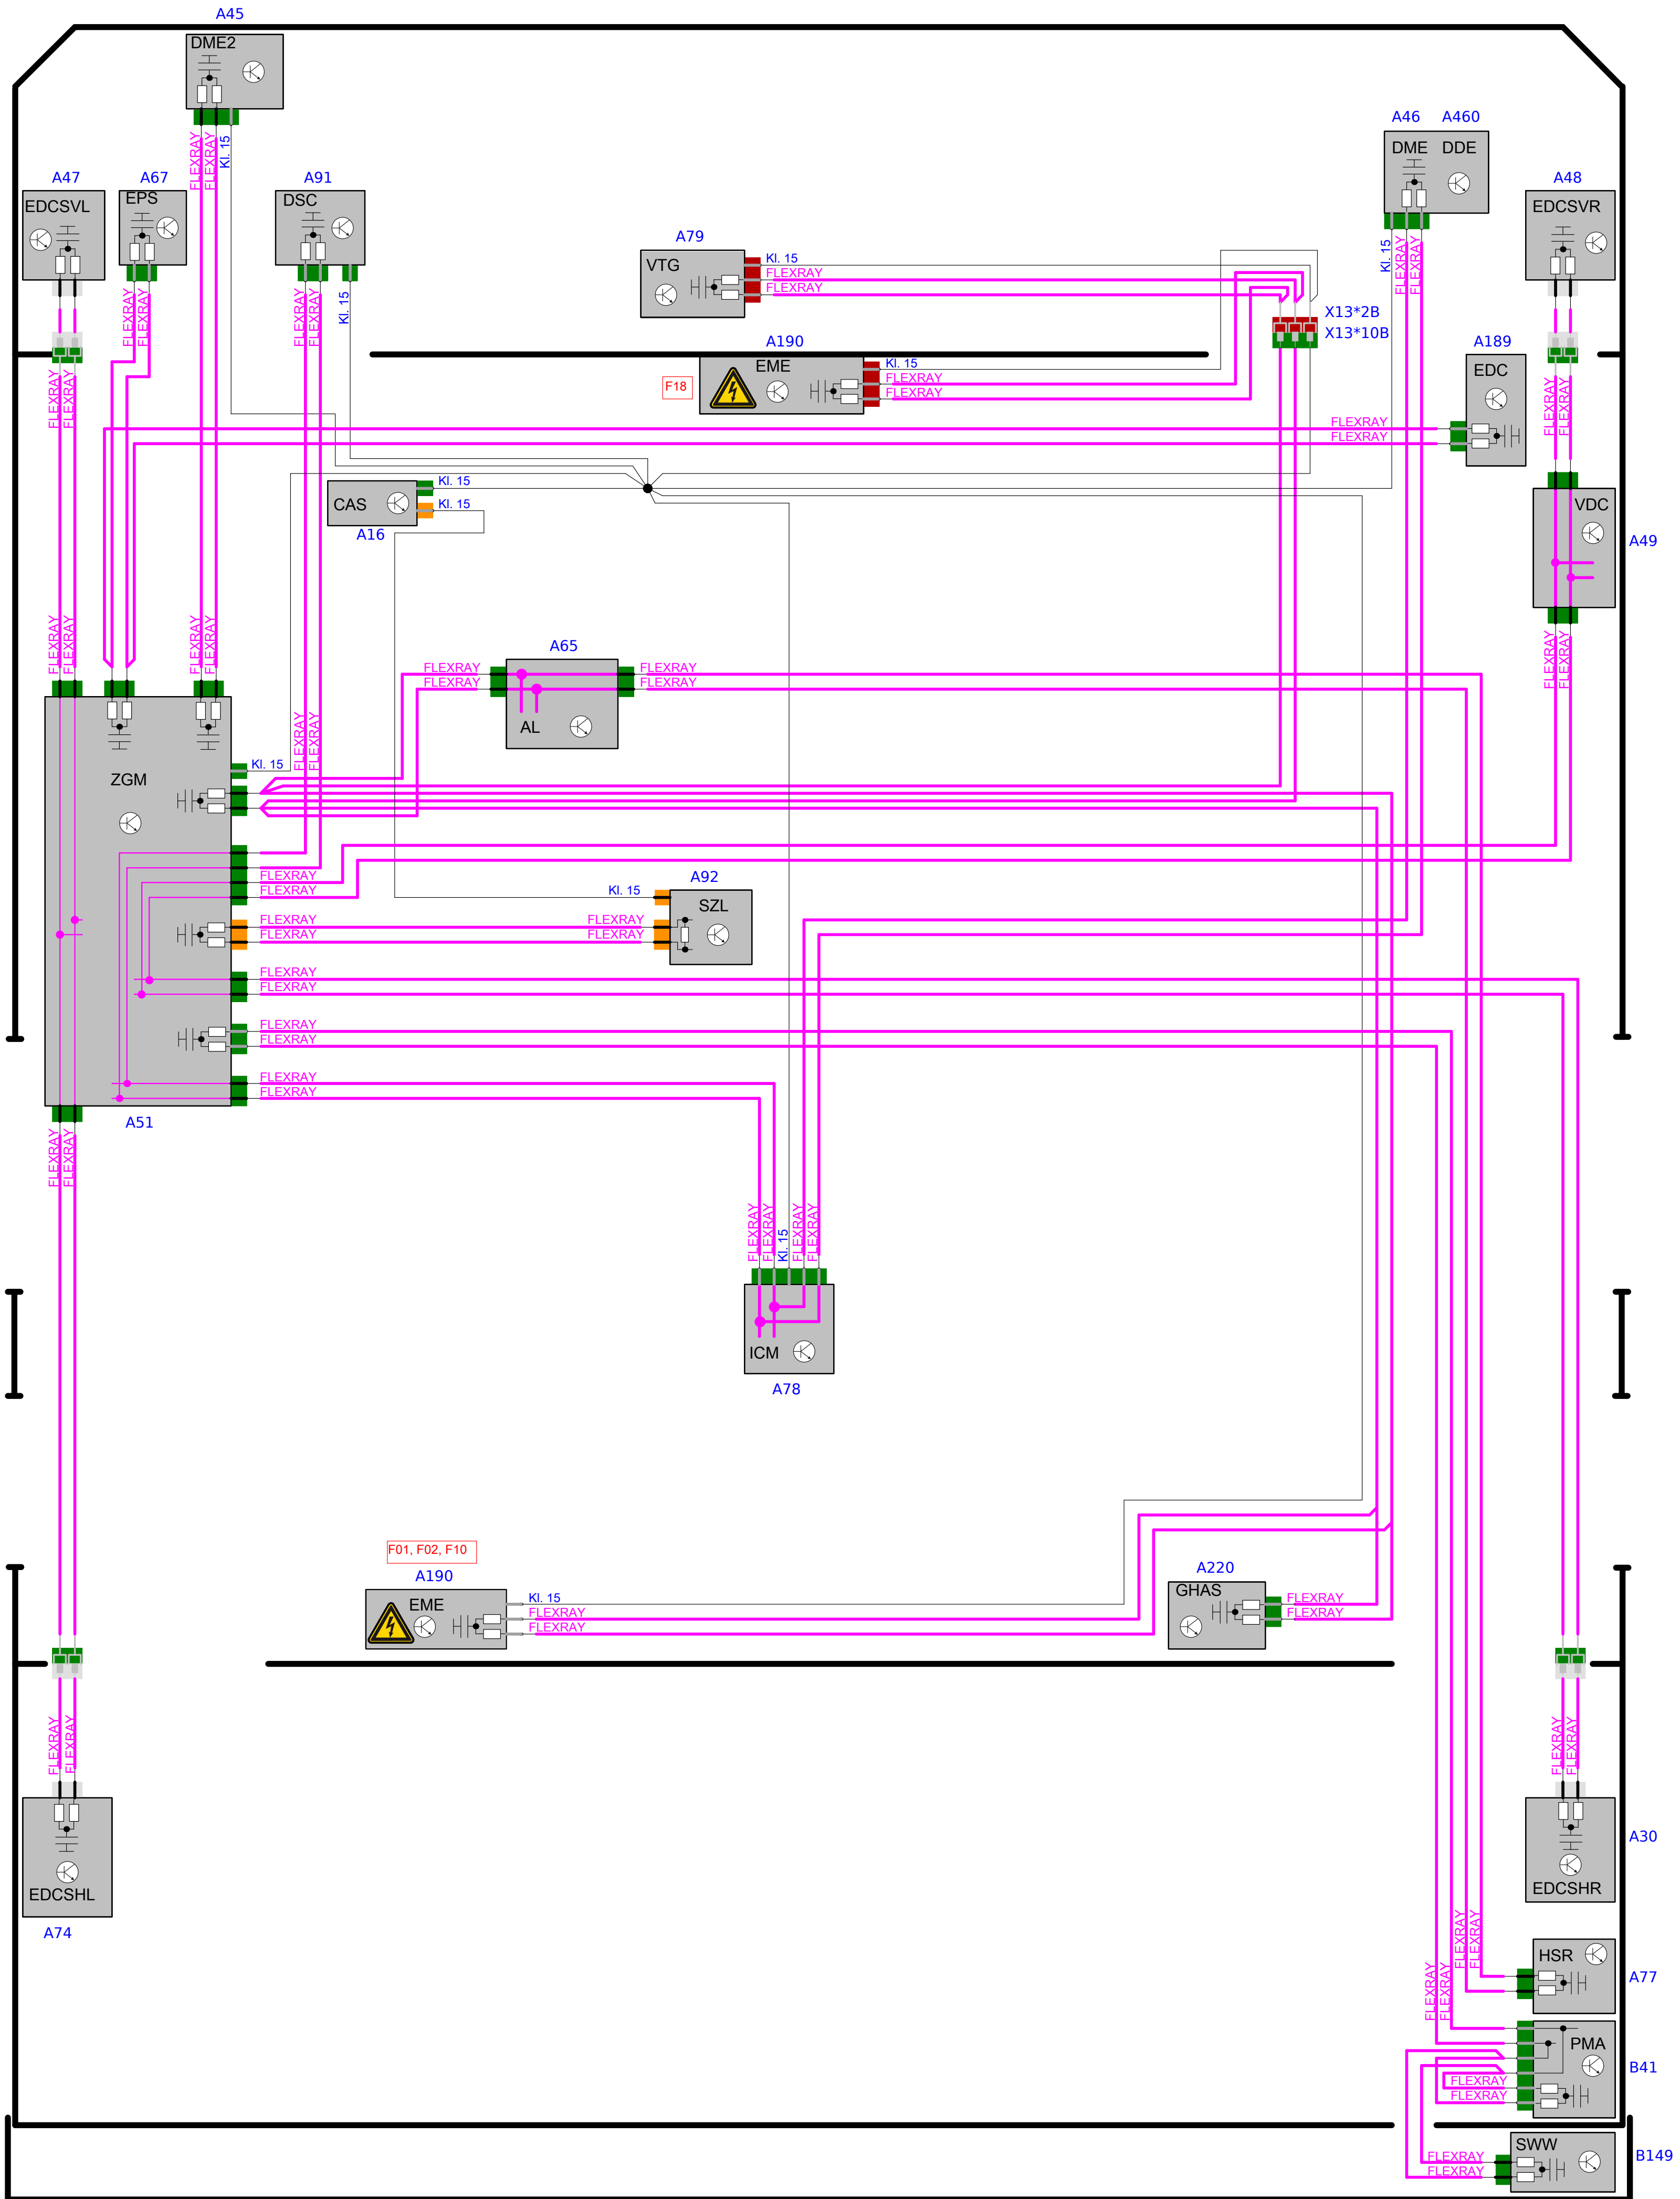 A45
DME2
FLEXRAY
FLEXRAY
Kl. 15
A46 A460
DME DDE
Kl. 15
FLEXRAY
FLEXRAY
A47
EDCSVL
A67
EPS
FLEXRAY
FLEXRAY
A91
DSC
Kl. 15
A48
EDCSVR
A79
VTG
Kl. 15
FLEXRAY
FLEXRAY
X13*2B
X13*10B
A190
EME
F18
Kl. 15
FLEXRAY
FLEXRAY
A189
EDC
FLEXRAY
FLEXRAY
FLEXRAY
FLEXRAY
FLEXRAY
FLEXRAY
CAS
Kl. 15
Kl. 15
A16
VDC
A49
FLEXRAY
FLEXRAY
FLEXRAY
FLEXRAY
FLEXRAY
FLEXRAY
A65
FLEXRAY
FLEXRAY
FLEXRAY
FLEXRAY
AL
FLEXRAY
FLEXRAY
ZGM
Kl. 15
FLEXRAY
FLEXRAY
A92
SZL
Kl. 15
FLEXRAY
FLEXRAY
FLEXRAY
FLEXRAY
FLEXRAY
FLEXRAY
FLEXRAY
FLEXRAY
FLEXRAY
FLEXRAY
A51
FLEXRAY
FLEXRAY
FLEXRAY
FLEXRAY
Kl. 15
FLEXRAY
FLEXRAY
ICM
A78
F01, F02, F10
A190
EME
Kl. 15
FLEXRAY
FLEXRAY
A220
GHAS
FLEXRAY
FLEXRAY
FLEXRAY
FLEXRAY
EDCSHL
A74
FLEXRAY
FLEXRAY
A30
EDCSHR
FLEXRAY
FLEXRAY
FLEXRAY
FLEXRAY
HSR
A77
PMA
B41
FLEXRAY
FLEXRAY
SWW
B149
FLEXRAY
FLEXRAY